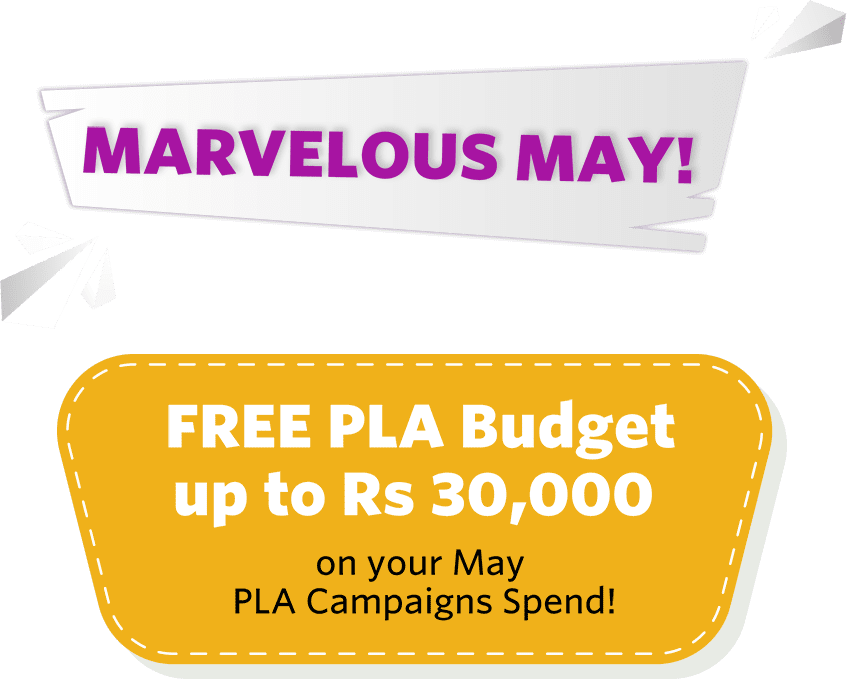 MARVELOUS MAY!
FREE PLA Budget
up to Rs 30,000
on your May
PLA Campaigns Spend!